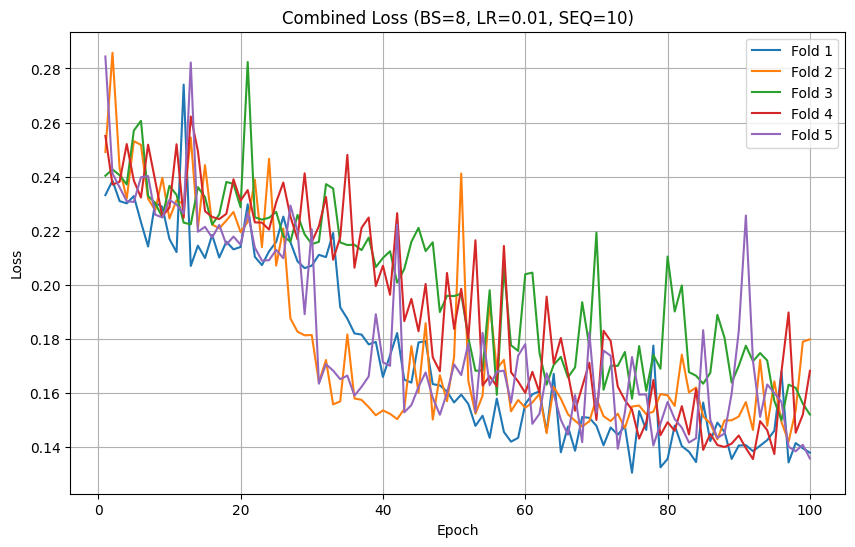 Combined Loss (BS=8, LR=0.01, SEQ=10)
Fold 1
Fold 2
Fold 3
Fold 4
Fold 5
Loss
0.28
0.26
0.24
0.22
0.20
0.18
0.16
0.14
0
20
40
60
80
100
Epoch